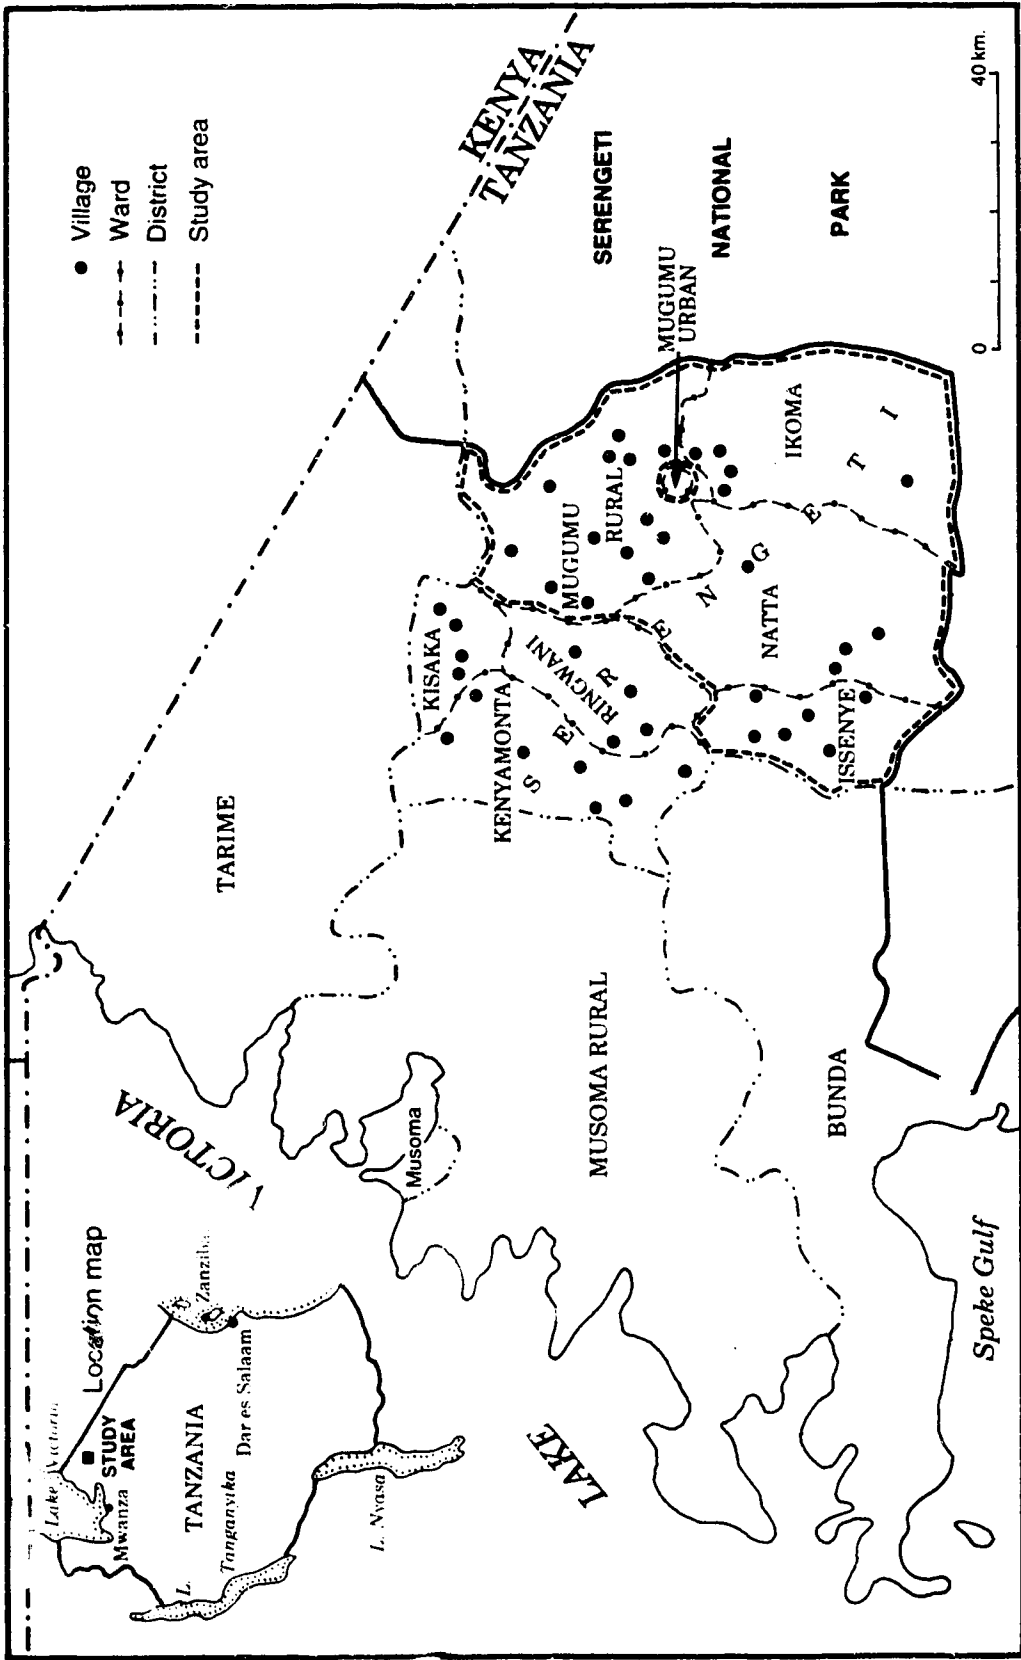 Location map
Lake
STUDY
AREA
Mwanza
TANZANIA
L. Tanganyika
Dar es Salaam
L. Nyasa
LAKE VICTORIA
Musoma
Speke Gulf
TARIME
MUSOMA RURAL
BUNDA
KENYA
TANZANIA
Village
Ward
District
Study area
SERENGETI
KISAKA
KENYAMONTA
RINGWANI
MUGUMU
RURAL
MUGUMU
URBAN
ISSENYE
NATTA
IKOMA
SERENGETI
NATIONAL
PARK
0 40 km.